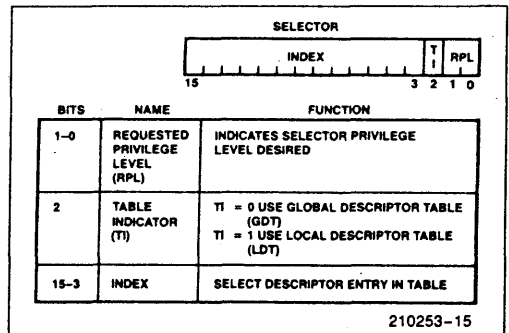 SELECTOR
INDEX
T
I
RPL
15
3 2 1 0
BITS NAME FUNCTION
1–0 REQUESTED PRIVILEGE LEVEL (RPL) INDICATES SELECTOR PRIVILEGE LEVEL DESIRED
2 TABLE INDICATOR (TI) TI = 0 USE GLOBAL DESCRIPTOR TABLE (GDT)
TI = 1 USE LOCAL DESCRIPTOR TABLE (LDT)
15–3 INDEX SELECT DESCRIPTOR ENTRY IN TABLE
210253–15